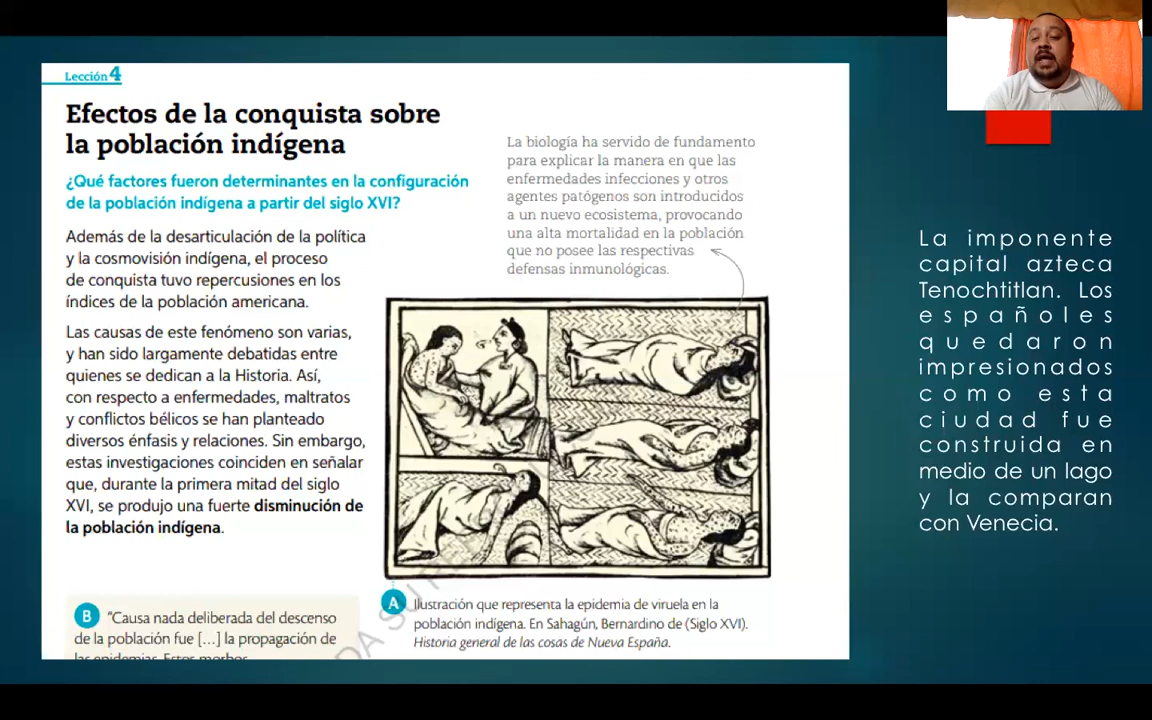 Lección 4
Efectos de la conquista sobre
la población indígena
¿Qué factores fueron determinantes en la configuración
de la población indígena a partir del siglo XVI?
Además de la desarticulación de la política
y la cosmovisión indígena, el proceso
de conquista tuvo repercusiones en los
índices de la población americana.
Las causas de este fenómeno son varias,
y han sido largamente debatidas entre
quienes se dedican a la Historia. Así,
con respecto a enfermedades, maltratos
y conflictos bélicos se han planteado
diversos énfasis y relaciones. Sin embargo,
estas investigaciones coinciden en señalar
que, durante la primera mitad del siglo
XVI, se produjo una fuerte disminución de
la población indígena.
B "Causa nada deliberada del descenso
de la población fue [...] la propagación de
las epidemias. Estos morbos
La biología ha servido de fundamento
para explicar la manera en que las
enfermedades infecciones y otros
agentes patógenos son introducidos
a un nuevo ecosistema, provocando
una alta mortalidad en la población
que no posee las respectivas
defensas inmunológicas.
A Ilustración que representa la epidemia de viruela en la
población indígena. En Sahagún, Bernardino de (Siglo XVI).
Historia general de las cosas de Nueva España.
La imponente
capital azteca
Tenochtitlan. Los
españoles
quedaron
impresionados
como esta
ciudad fue
construida en
medio de un lago
y la comparan
con Venecia.